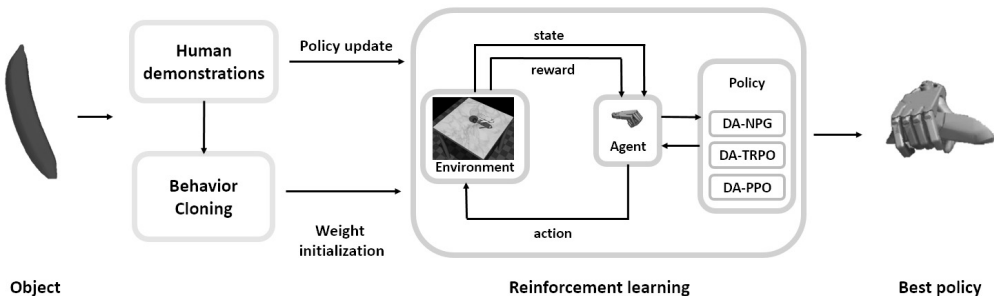 Human
demonstrations
Policy update
Behavior
Cloning
Weight
initialization
state
reward
Environment
Agent
action
Policy
DA-NPG
DA-TRPO
DA-PPO
Object
Reinforcement learning
Best policy